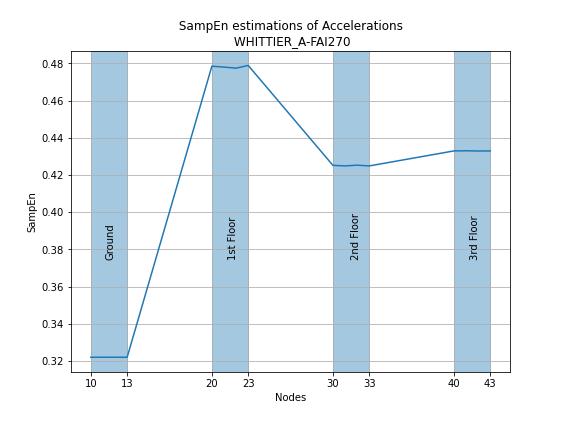 SampEn estimations of Accelerations
WHITTIER_A-FAI270
0.48
0.46
0.44
0.42
0.40
0.38
0.36
0.34
0.32
SampEn
Ground
1st Floor
2nd Floor
3rd Floor
10 13 20 23 30 33 40 43
Nodes